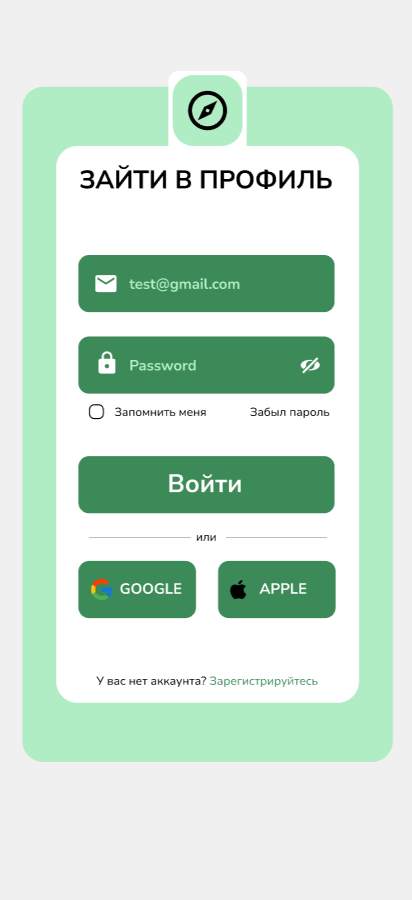 ЗАЙТИ В ПРОФИЛЬ
test@gmail.com
Password
Запомнить меня Забыл пароль
Войти
или
GOOGLE APPLE
У вас нет аккаунта? Зарегистрируйтесь